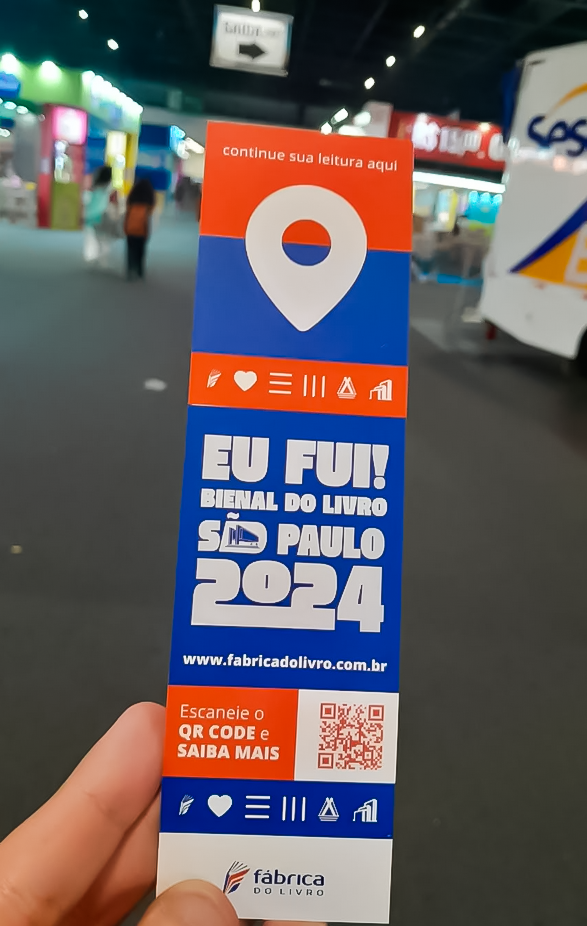 continue sua leitura aqui
EU FUI!
BIENAL DO LIVRO
SÃO PAULO
2024
www.fabricadolivro.com.br
Escaneie o
QR CODE e
SAIBA MAIS
fábrica
DO LIVRO